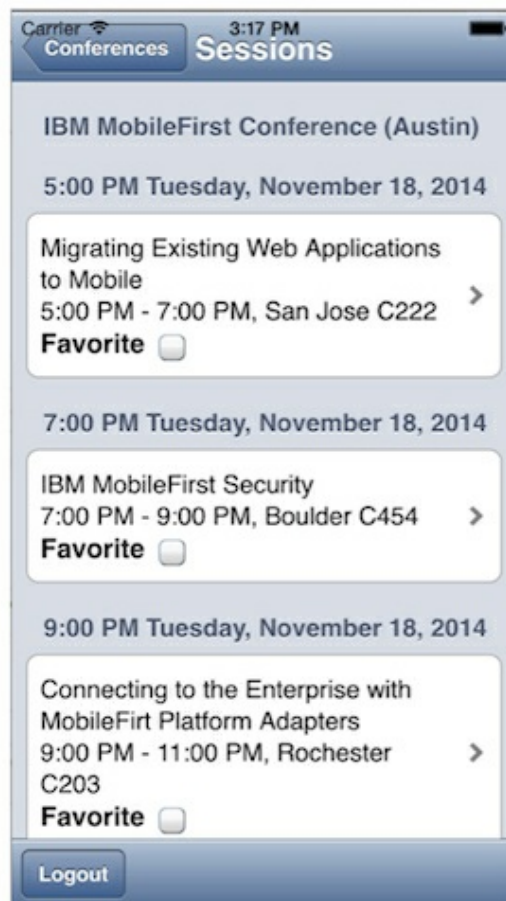 Carrier 3:17 PM
Conferences Sessions
IBM MobileFirst Conference (Austin)
5:00 PM Tuesday, November 18, 2014
Migrating Existing Web Applications
to Mobile
5:00 PM - 7:00 PM, San Jose C222
Favorite
7:00 PM Tuesday, November 18, 2014
IBM MobileFirst Security
7:00 PM - 9:00 PM, Boulder C454
Favorite
9:00 PM Tuesday, November 18, 2014
Connecting to the Enterprise with
MobileFirt Platform Adapters
9:00 PM - 11:00 PM, Rochester
C203
Favorite
Logout